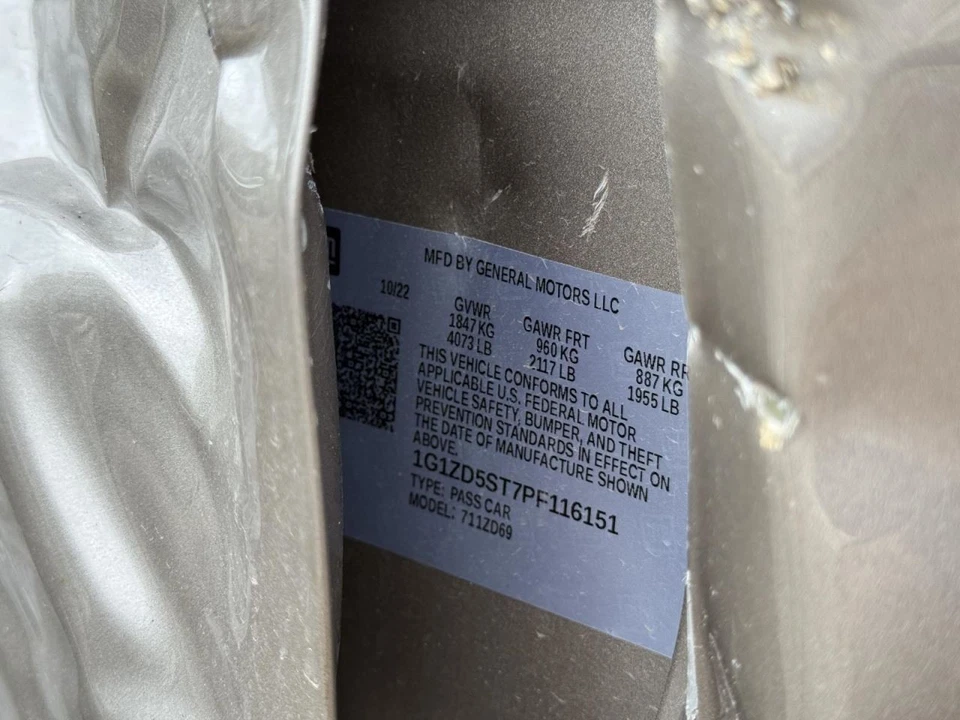 MFD BY GENERAL MOTORS LLC
10/22
GVWR
1847 KG
4073 LB
GAWR FRT
960 KG
2117 LB
GAWR RR
887 KG
1955 LB
THIS VEHICLE CONFORMS TO ALL
APPLICABLE U.S. FEDERAL MOTOR
VEHICLE SAFETY, BUMPER, AND THEFT
PREVENTION STANDARDS IN EFFECT ON
THE DATE OF MANUFACTURE SHOWN
ABOVE.
1G1ZD5ST7PF116151
TYPE: PASS CAR
MODEL: 711ZD69